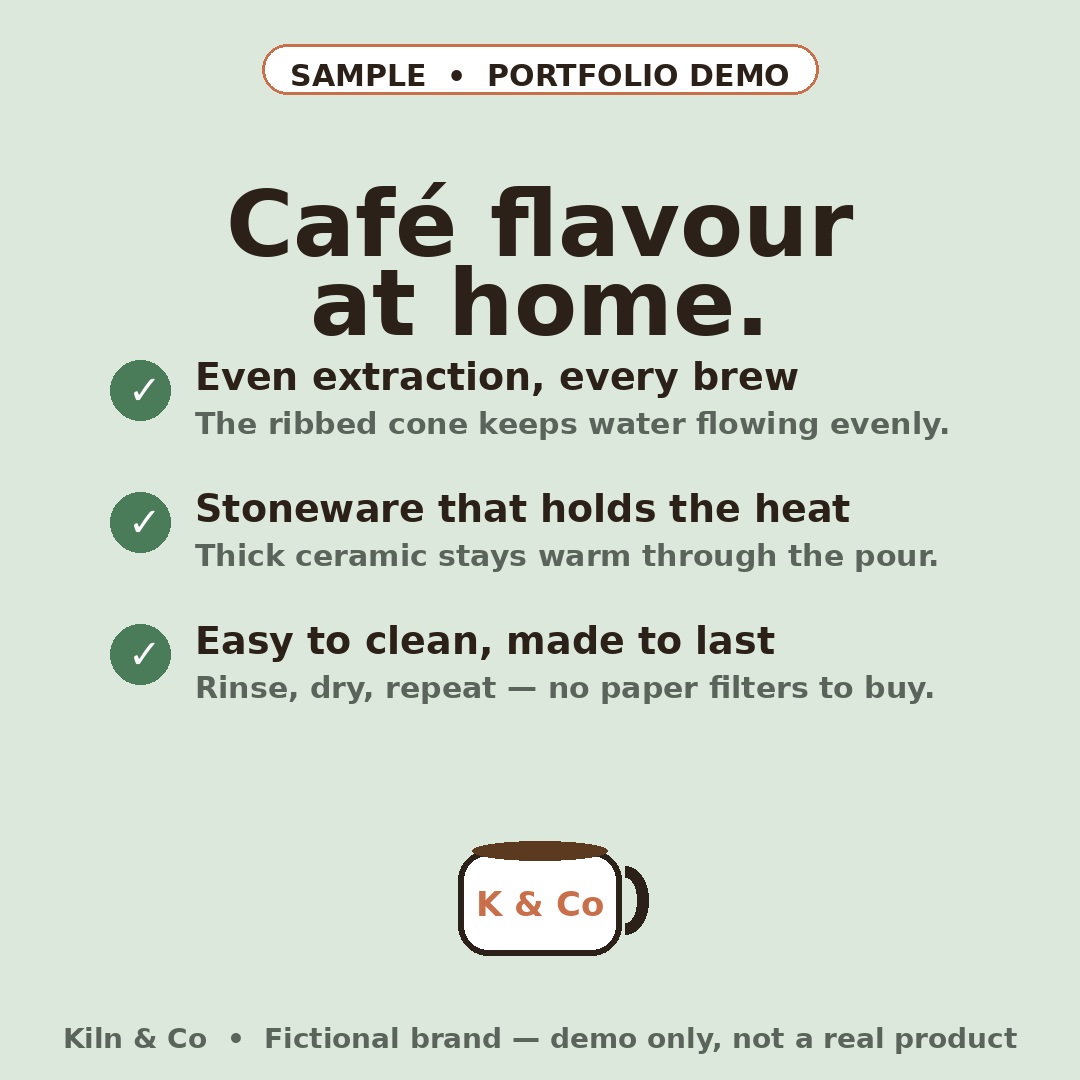 SAMPLE • PORTFOLIO DEMO
Café flavour
at home.
✓ Even extraction, every brew
The ribbed cone keeps water flowing evenly.
✓ Stoneware that holds the heat
Thick ceramic stays warm through the pour.
✓ Easy to clean, made to last
Rinse, dry, repeat — no paper filters to buy.
K & Co
Kiln & Co • Fictional brand — demo only, not a real product